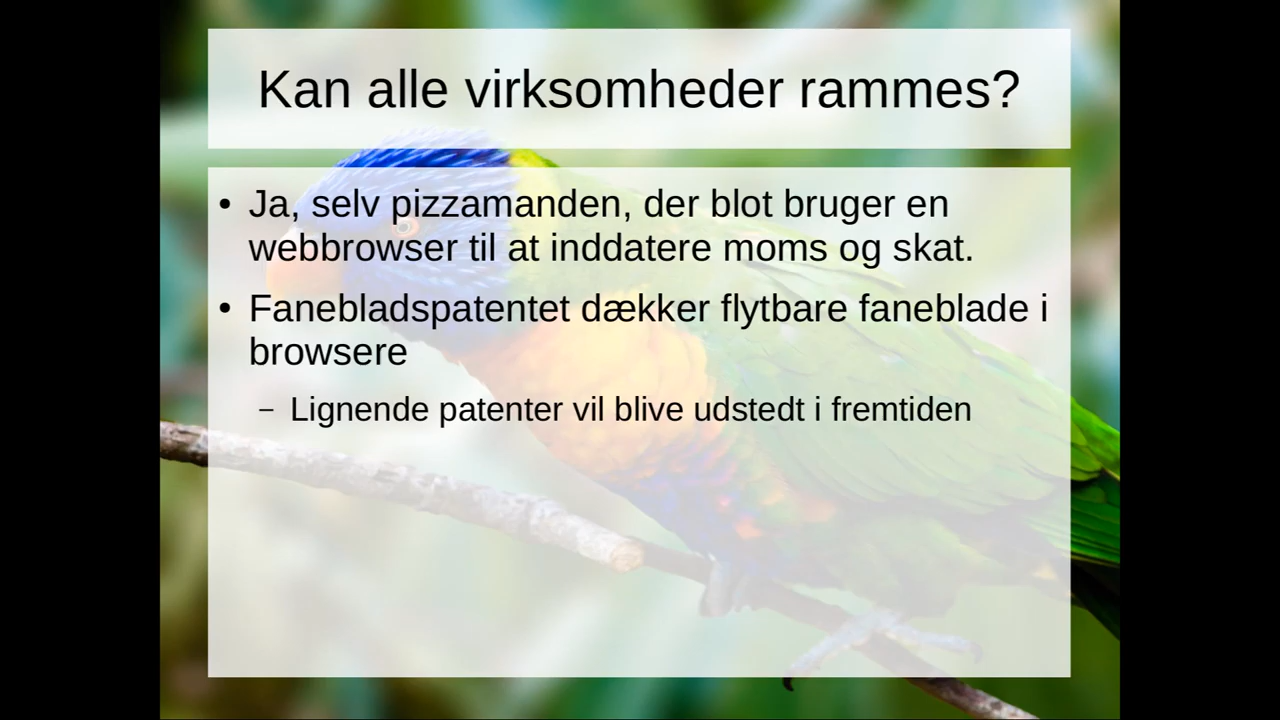 Kan alle virksomheder rammes?
• Ja, selv pizzamanden, der blot bruger en
webbrowser til at inddatere moms og skat.
• Fanebladspatentet dækker flytbare faneblade i
browsere
– Lignende patenter vil blive udstedt i fremtiden